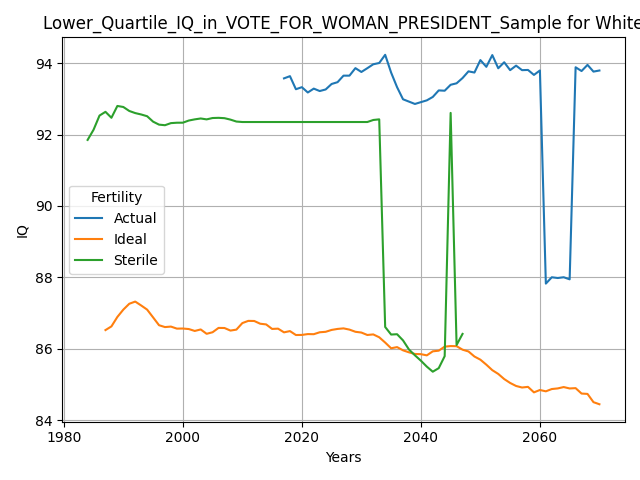 Lower_Quartile_IQ_in_VOTE_FOR_WOMAN_PRESIDENT_Sample for White
94
92
90
88
86
84
IQ
Fertility
Actual
Ideal
Sterile
1980 2000 2020 2040 2060
Years